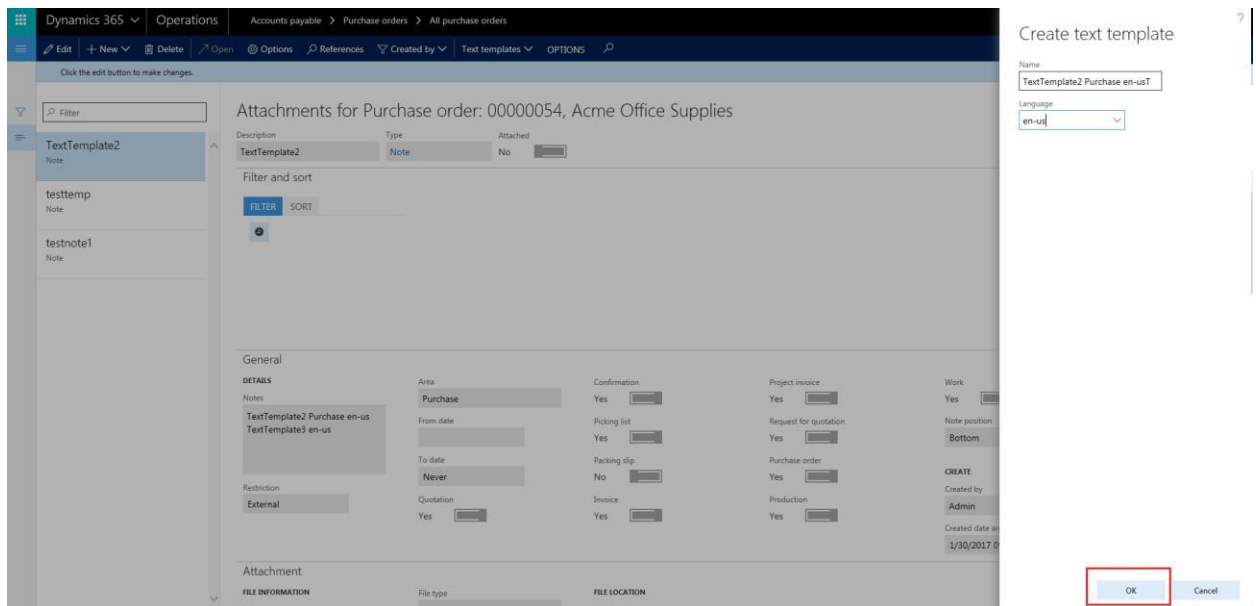 Dynamics 365 Operations Accounts payable > Purchase orders > All purchase orders
Edit + New Delete Open Options References Created by Text templates OPTIONS
Click the edit button to make changes.
Filter
TextTemplate2
Note
testtemp
Note
testnote1
Note
Attachments for Purchase order: 00000054, Acme Office Supplies
Description Type Attached
TextTemplate2 Note No
Filter and sort
FILTER SORT
General
DETAILS
Notes
TextTemplate2 Purchase en-us
TextTemplate3 en-us
Restriction
External
Area
Purchase
From date
To date
Never
Quotation
Yes
Confirmation
Yes
Picking list
Yes
Packing slip
No
Invoice
Yes
Project invoice
Yes
Request for quotation
Yes
Purchase order
Yes
Production
Yes
Work
Yes
Note position
Bottom
CREATE
Created by
Admin
Created date
1/30/2017
Attachment
FILE INFORMATION File type FILE LOCATION
?
Create text template
Name
TextTemplate2 Purchase en-usT
Language
en-us
OK Cancel